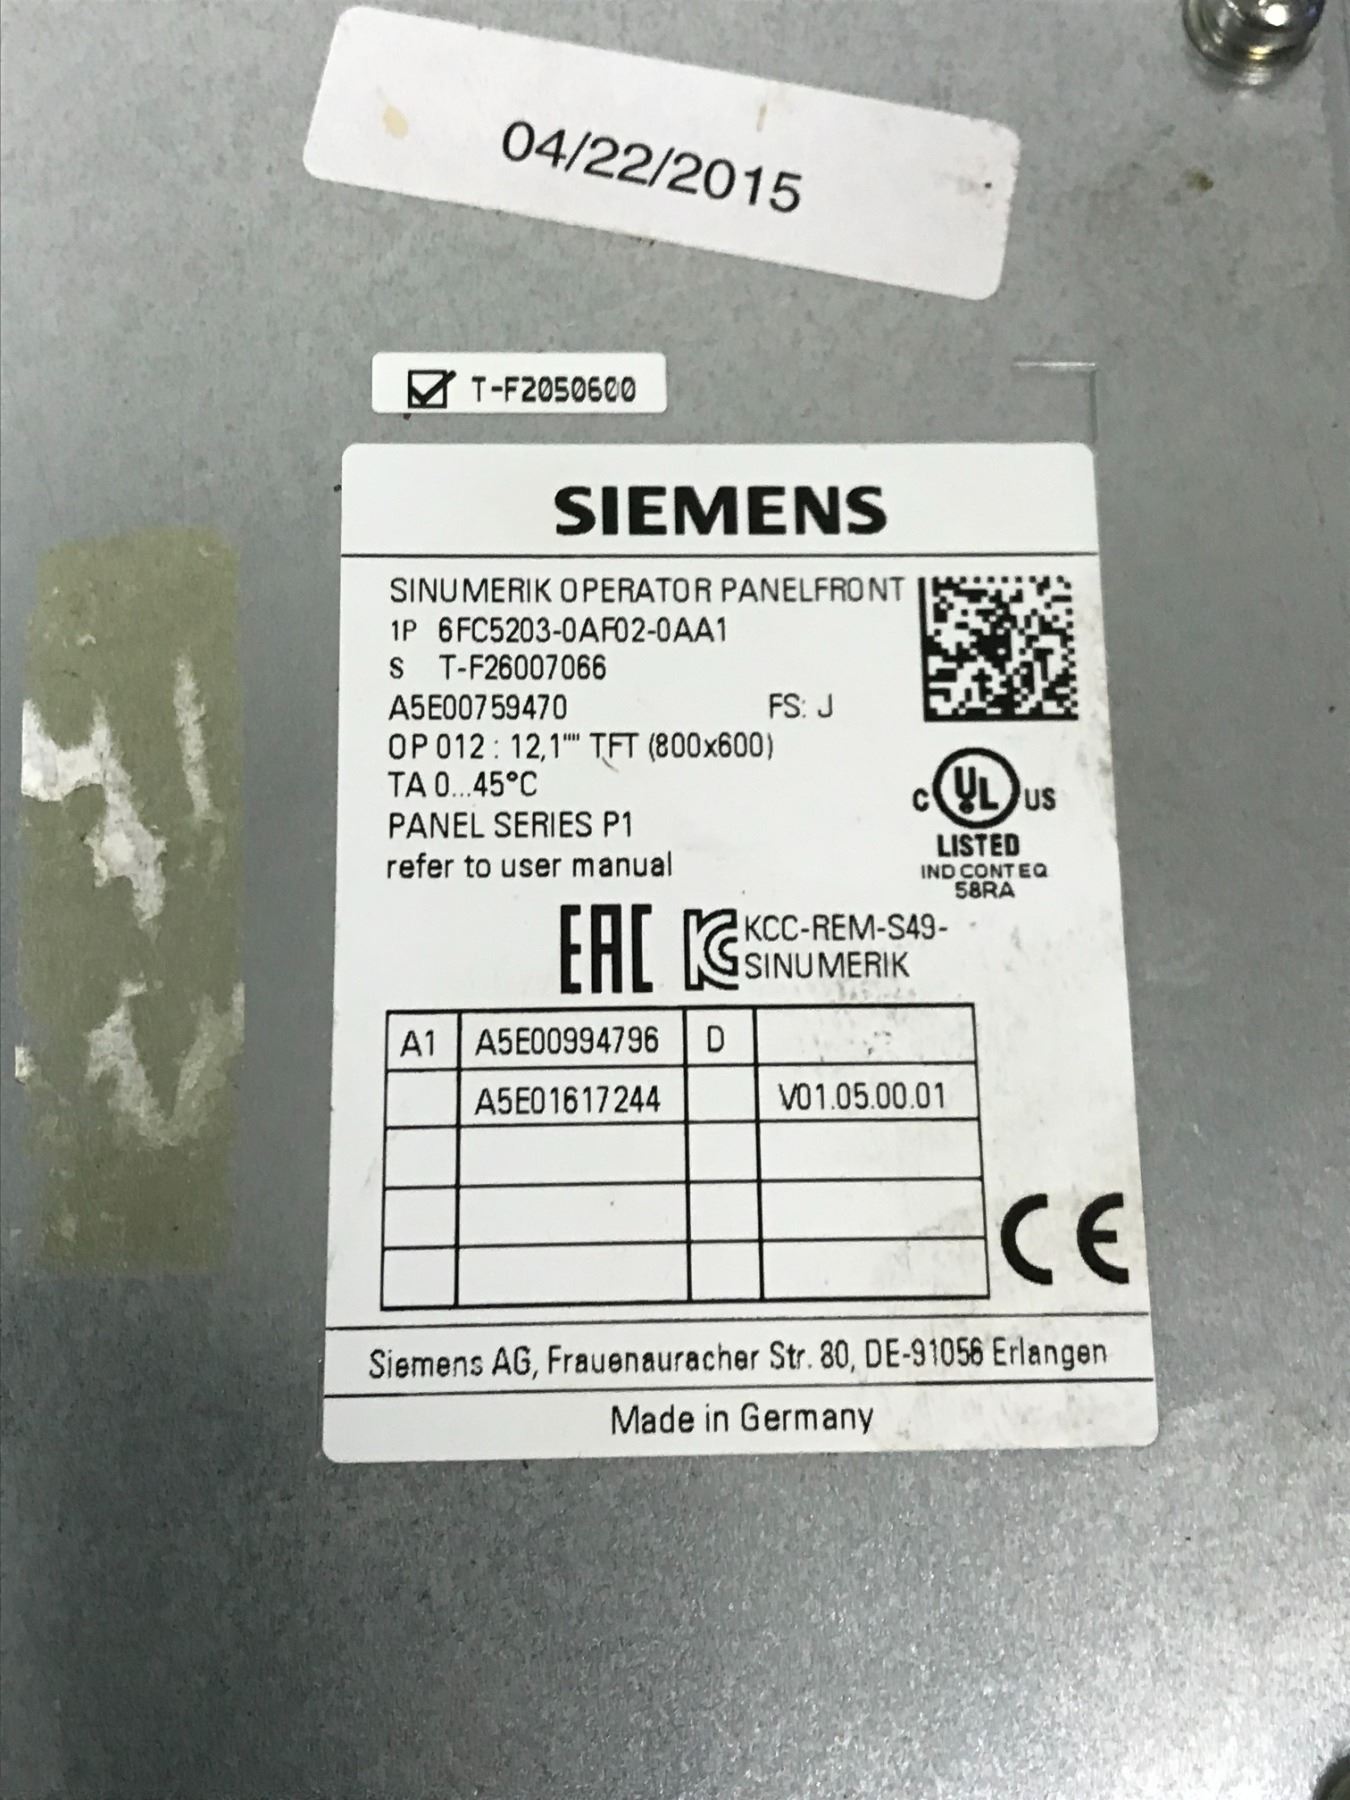 04/22/2015
T-F2050600
SIEMENS
SINUMERIK OPERATOR PANELFRONT
1P 6FC5203-0AF02-0AA1
S T-F26007066
A5E00759470 FS: J
OP 012 : 12,1"" TFT (800x600)
TA 0...45°C
PANEL SERIES P1
refer to user manual
C UL US
LISTED
IND CONT EQ
58RA
EAC KC KCC-REM-S49-
SINUMERIK
A1 A5E00994796 D
A5E01617244 V01.05.00.01
CE
Siemens AG, Frauenauracher Str. 80, DE-91056 Erlangen
Made in Germany